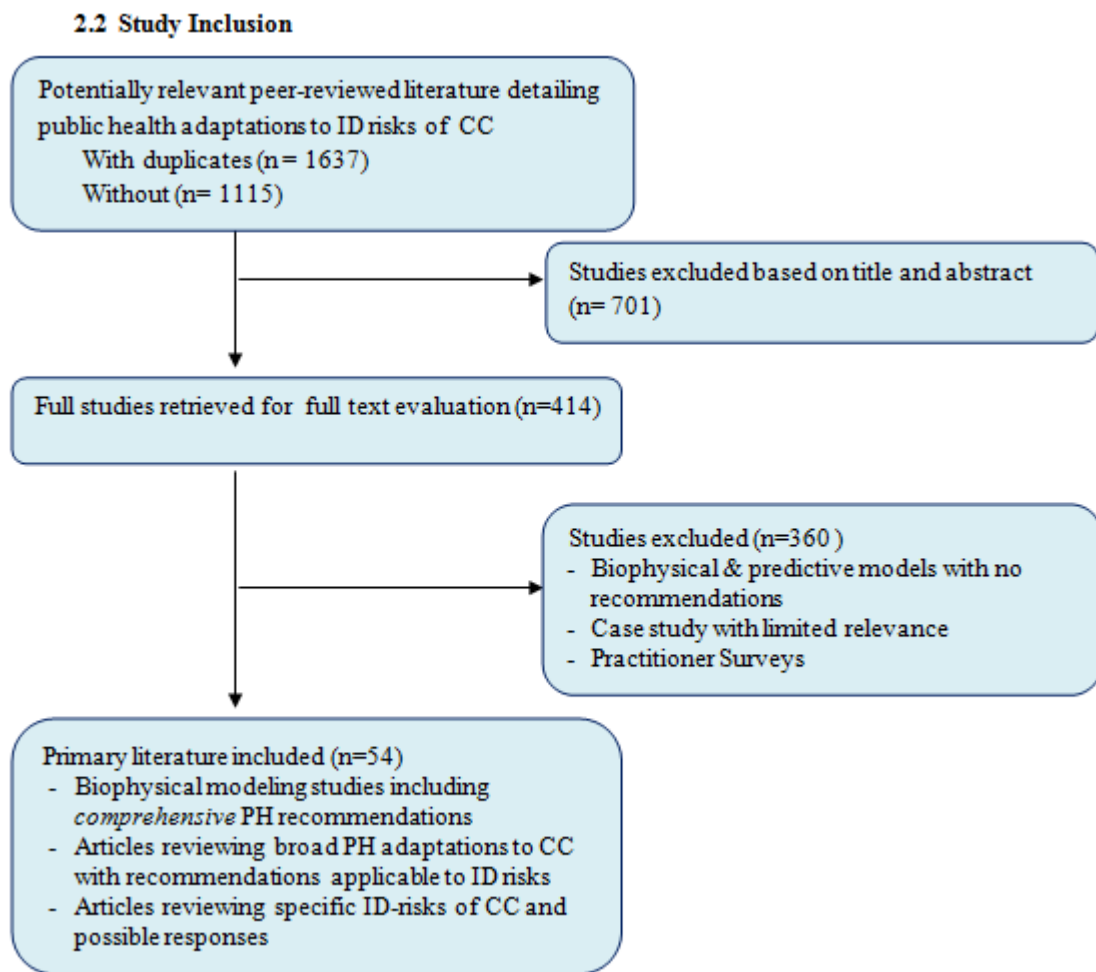 2.2 Study Inclusion
Potentially relevant peer-reviewed literature detailing
public health adaptations to ID risks of CC
With duplicates (n = 1637)
Without (n= 1115)
Studies excluded based on title and abstract
(n= 701)
Full studies retrieved for full text evaluation (n=414)
Studies excluded (n=360 )
- Biophysical & predictive models with no
recommendations
- Case study with limited relevance
- Practitioner Surveys
Primary literature included (n=54)
- Biophysical modeling studies including
comprehensive PH recommendations
- Articles reviewing broad PH adaptations to CC
with recommendations applicable to ID risks
- Articles reviewing specific ID-risks of CC and
possible responses